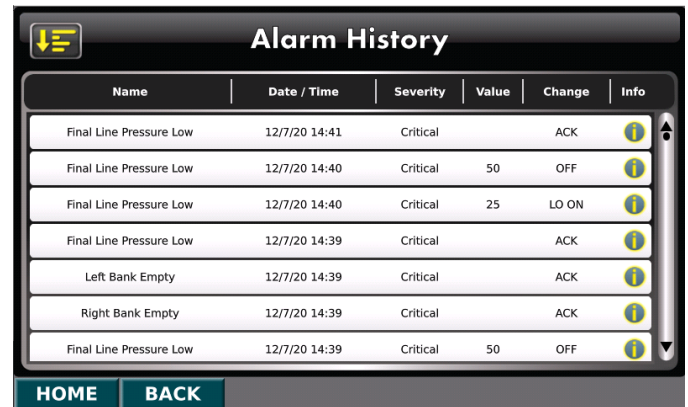 Alarm History
Name Date / Time Severity Value Change Info
Final Line Pressure Low 12/7/20 14:41 Critical ACK i
Final Line Pressure Low 12/7/20 14:40 Critical 50 OFF i
Final Line Pressure Low 12/7/20 14:40 Critical 25 LO ON i
Final Line Pressure Low 12/7/20 14:39 Critical ACK i
Left Bank Empty 12/7/20 14:39 Critical ACK i
Right Bank Empty 12/7/20 14:39 Critical ACK i
Final Line Pressure Low 12/7/20 14:39 Critical 50 OFF i
HOME BACK